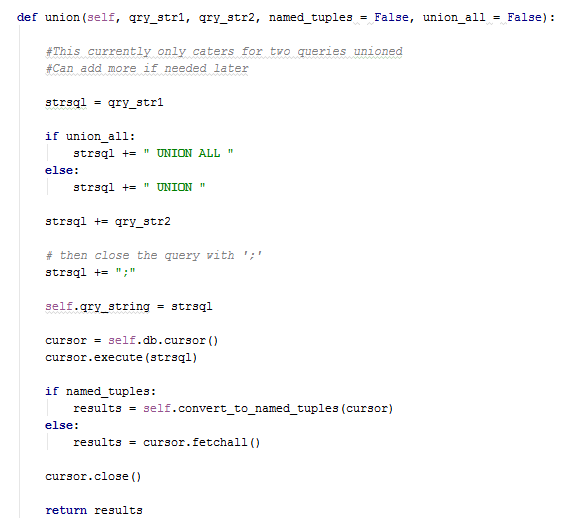 def union(self, qry_str1, qry_str2, named_tuples = False, union_all = False):
#This currently only caters for two queries unioned
#Can add more if needed later
strsql = qry_str1
if union_all:
strsql += " UNION ALL "
else:
strsql += " UNION "
strsql += qry_str2
# then close the query with ';'
strsql += ";"
self.qry_string = strsql
cursor = self.db.cursor()
cursor.execute(strsql)
if named_tuples:
results = self.convert_to_named_tuples(cursor)
else:
results = cursor.fetchall()
cursor.close()
return results